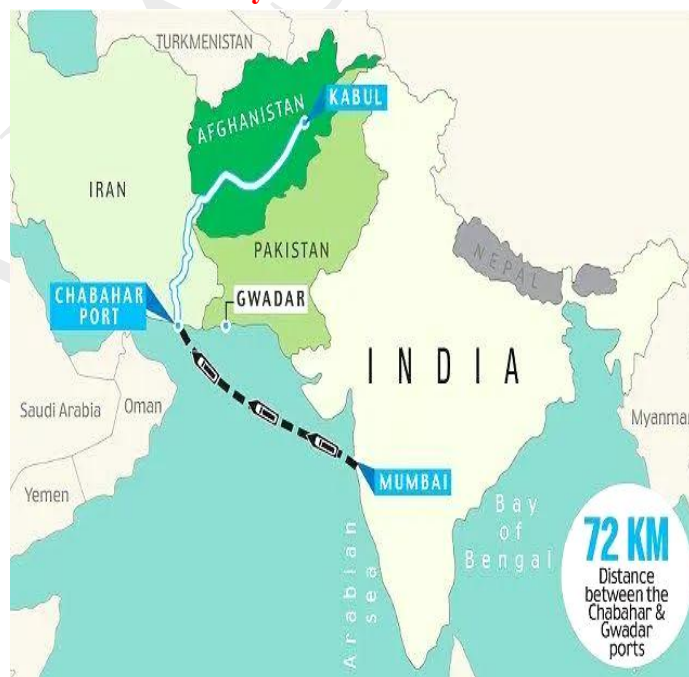 TURKMENISTAN
AFGHANISTAN
KABUL
IRAN
PAKISTAN
NEPAL
CHABAHAR
PORT
GWADAR
INDIA
Saudi Arabia
Oman
Myanmar
Yemen
MUMBAI
Arabian
sea
Bay
of
Bengal
72 KM
Distance
between the
Chabahar &
Gwadar
ports